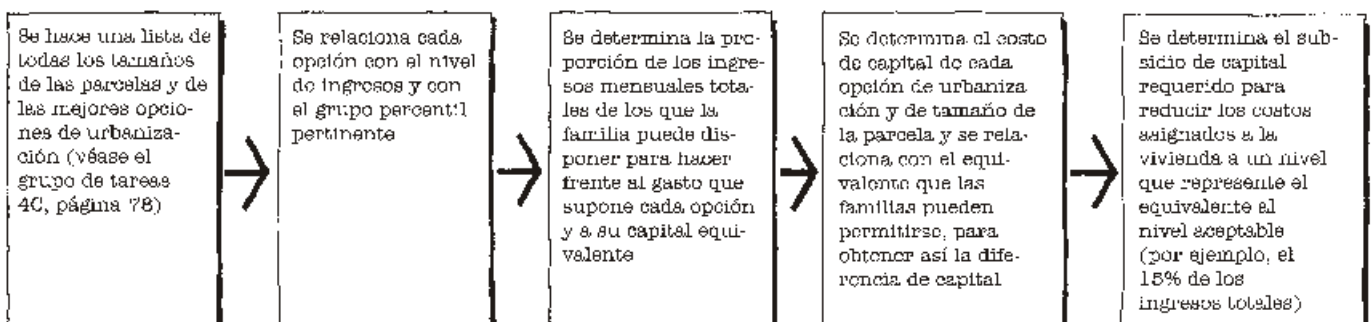 Se hace una lista de
todas los tamaños
de las parcelas y de
las mejores opcio-
nes de urbaniza-
ción (véase el
grupo de tareas
4C, página 78)
Se relaciona cada
opción con el nivel
de ingresos y con
el grupo percentil
pertinente
Se determina la pro-
porción de los ingre-
sos mensuales tota-
les de los que la
familia puede dis-
poner para hacer
frente al gasto que
supone cada opción
y a su capital equi-
valente
Se determina el costo
de capital de cada
opción de urbaniza
ción y de tamaño de
la parcela y se rela-
ciona con el equi-
valente que las
familias pueden
permitirse, para
obtener así la dife-
rencia de capital
Se determina el sub-
sidio de capital
requerido para
reducir los costos
asignados a la
vivienda a un nivel
que represente el
equivalente al
nivel aceptable
(por ejemplo, el
15% de los
ingresos totales)